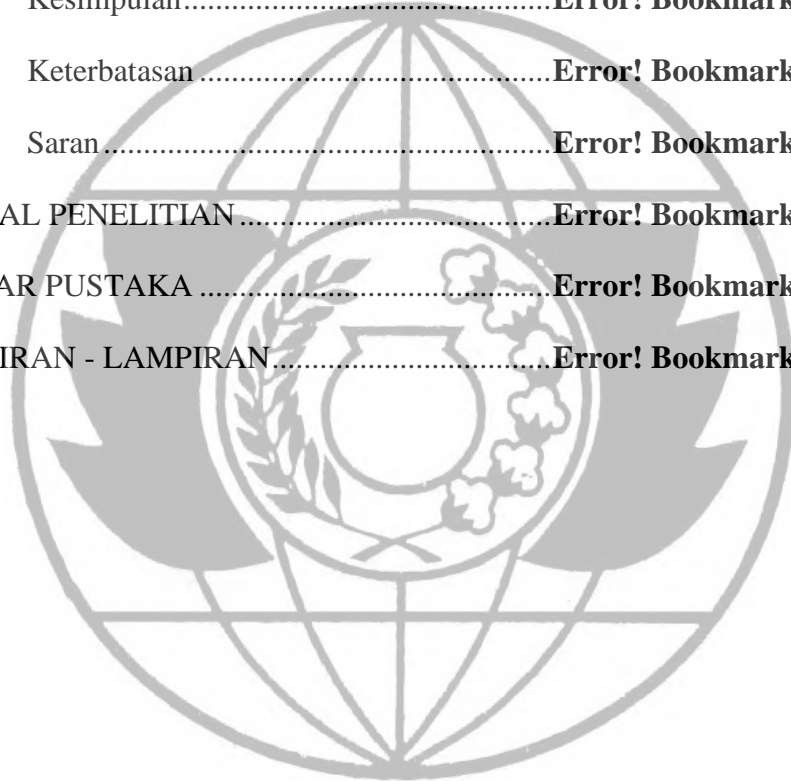 Kesimpulan...............................................Error! Bookmark
Keterbatasan.............................................Error! Bookmark
Saran........................................................Error! Bookmark
AL PENELITIAN.......................................Error! Bookmark
AR PUSTAKA............................................Error! Bookmark
IRAN - LAMPIRAN...................................Error! Bookmark